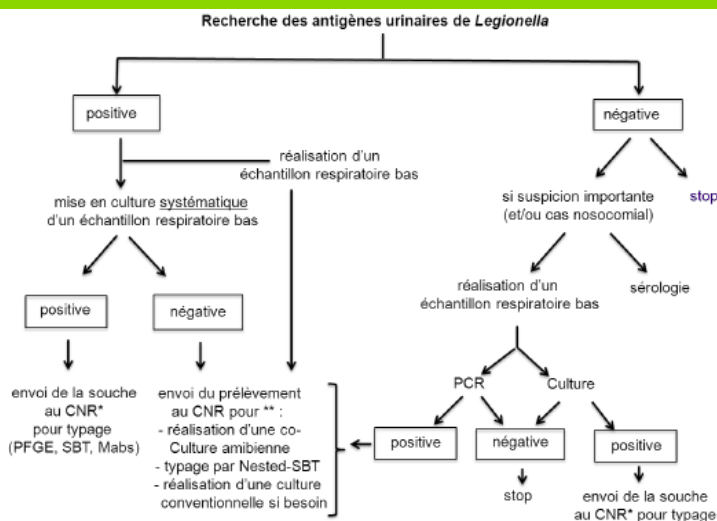 Recherche des antigènes urinaires de Legionella
positive
négative
réalisation d'un
échantillon respiratoire bas
mise en culture systématique
d'un échantillon respiratoire bas
si suspicion importante
(et/ou cas nosocomial)
stop
réalisation d'un
échantillon respiratoire bas
sérologie
positive
négative
envoi de la souche
au CNR*
pour typage
(PFGE, SBT, Mabs)
envoi du prélèvement
au CNR pour ** :
- réalisation d'une co-
Culture amibienne
- typage par Nested-SBT
- réalisation d'une culture
conventionnelle si besoin
PCR
Culture
positive
négative
positive
stop
envoi de la souche
au CNR* pour typage